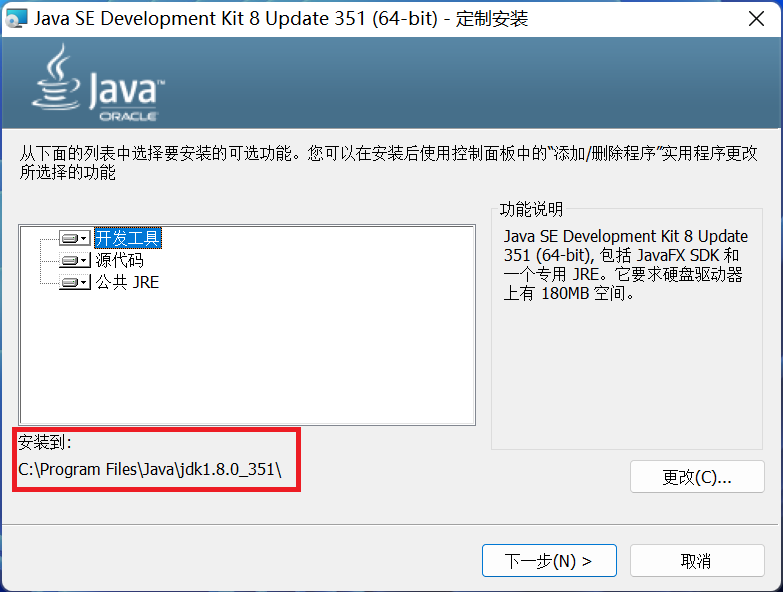 Java SE Development Kit 8 Update 351 (64-bit) - 定制安装
Java™
ORACLE
从下面的列表中选择要安装的可选功能。您可以在安装后使用控制面板中的“添加/删除程序”实用程序更改
所选择的功能
开发工具
源代码
公共 JRE
功能说明
Java SE Development Kit 8 Update
351 (64-bit), 包括 JavaFX SDK 和
一个专用 JRE。它要求硬盘驱动器
上有 180MB 空间。
安装到:
C:\Program Files\Java\jdk1.8.0_351\
更改(C)...
下一步(N) >
取消